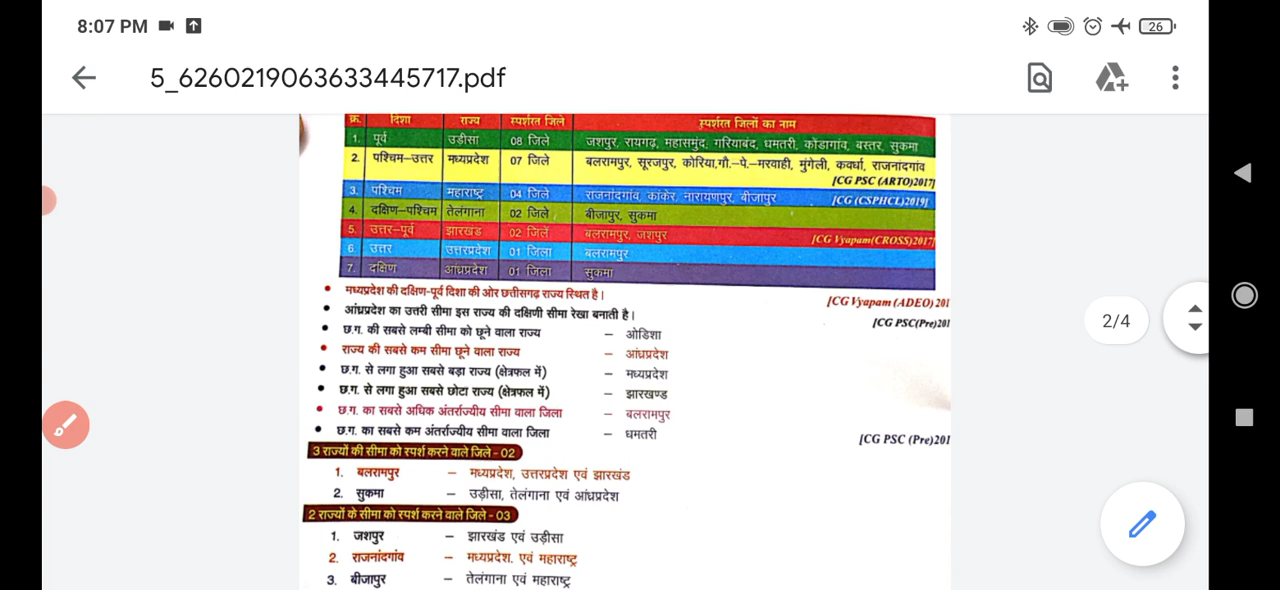 8:07 PM 26
5_6260219063633445717.pdf
क्र. दिशा राज्य स्पर्शरत जिले स्पर्शरत जिलों का नाम
1. पूर्व उड़ीसा 08 जिले जशपुर, रायगढ़, महासमुंद, गरियाबंद, धमतरी, कोंडागांव, बस्तर, सुकमा
2. पश्चिम–उत्तर मध्यप्रदेश 07 जिले बलरामपुर, सूरजपुर, कोरिया,गौ.–पे.–मरवाही, मुंगेली, कवर्धा, राजनांदगांव
[CG PSC (ARTO)2017]
3. पश्चिम महाराष्ट्र 04 जिले राजनांदगांव, कांकेर, नारायणपुर, बीजापुर [CG (CSPHCL)2019]
4. दक्षिण–पश्चिम तेलंगाना 02 जिले बीजापुर, सुकमा
5. उत्तर–पूर्व झारखंड 02 जिलें बलरामपुर, जशपुर [CG Vyapam(CROSS)2017]
6. उत्तर उत्तरप्रदेश 01 जिला बलरामपुर
7. दक्षिण आंध्रप्रदेश 01 जिला सुकमा
• मध्यप्रदेश की दक्षिण–पूर्व दिशा की ओर छत्तीसगढ़ राज्य स्थित है। [CG Vyapam (ADEO) 201
• आंध्रप्रदेश का उत्तरी सीमा इस राज्य की दक्षिणी सीमा रेखा बनाती है। [CG PSC(Pre)201
• छ.ग. की सबसे लम्बी सीमा को छूने वाला राज्य – ओडिशा
• राज्य की सबसे कम सीमा छूने वाला राज्य – आंध्रप्रदेश
• छ.ग. से लगा हुआ सबसे बड़ा राज्य (क्षेत्रफल में) – मध्यप्रदेश
• छ.ग. से लगा हुआ सबसे छोटा राज्य (क्षेत्रफल में) – झारखण्ड
• छ.ग. का सबसे अधिक अंतर्राज्यीय सीमा वाला जिला – बलरामपुर
• छ.ग. का सबसे कम अंतर्राज्यीय सीमा वाला जिला – धमतरी [CG PSC (Pre)201
3 राज्यों की सीमा को स्पर्श करने वाले जिले - 02
1. बलरामपुर – मध्यप्रदेश, उत्तरप्रदेश एवं झारखंड
2. सुकमा – उड़ीसा, तेलंगाना एवं आंध्रप्रदेश
2 राज्यों के सीमा को स्पर्श करने वाले जिले - 03
1. जशपुर – झारखंड एवं उड़ीसा
2. राजनांदगांव – मध्यप्रदेश. एवं महाराष्ट्र
3. बीजापुर – तेलंगाना एवं महाराष्ट्र
2/4